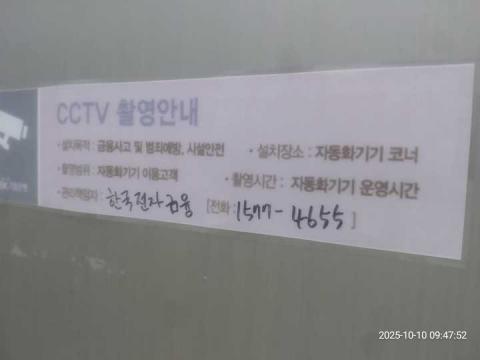 CCTV 촬영안내
• 설치목적 : 금융사고 및 범죄예방, 시설안전 • 설치장소 : 자동화기기 코너
• 촬영범위 : 자동화기기 이용고객 • 촬영시간 : 자동화기기 운영시간
• 관리책임자 : 한국전자금융 [전화 : 1577-4655]
2025-10-10 09:47:52